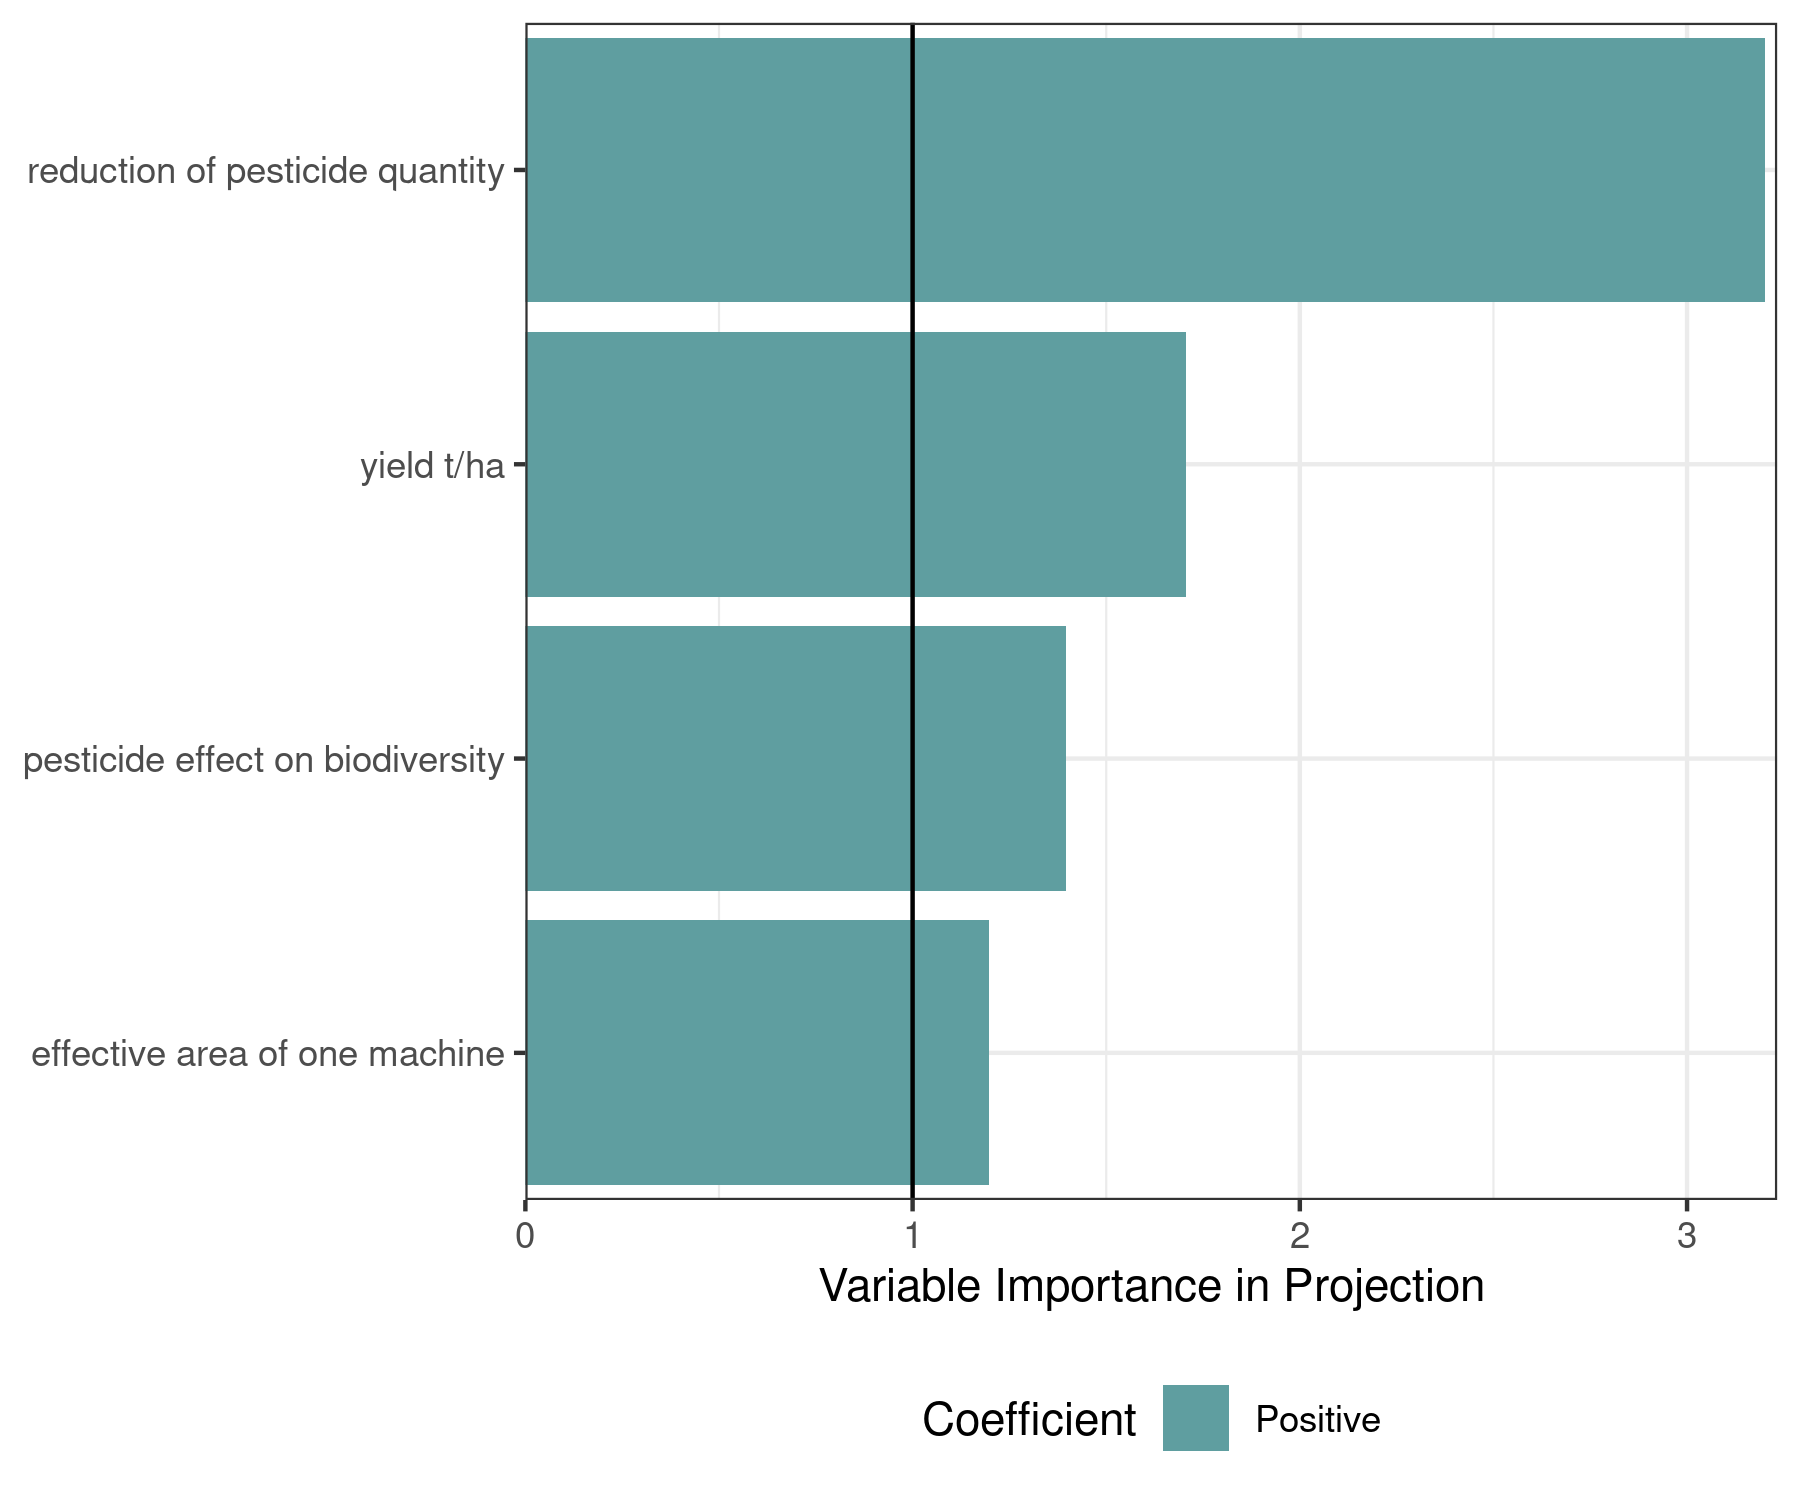 reduction of pesticide quantity
yield t/ha
pesticide effect on biodiversity
effective area of one machine
0 1 2 3
Variable Importance in Projection
Coefficient Positive